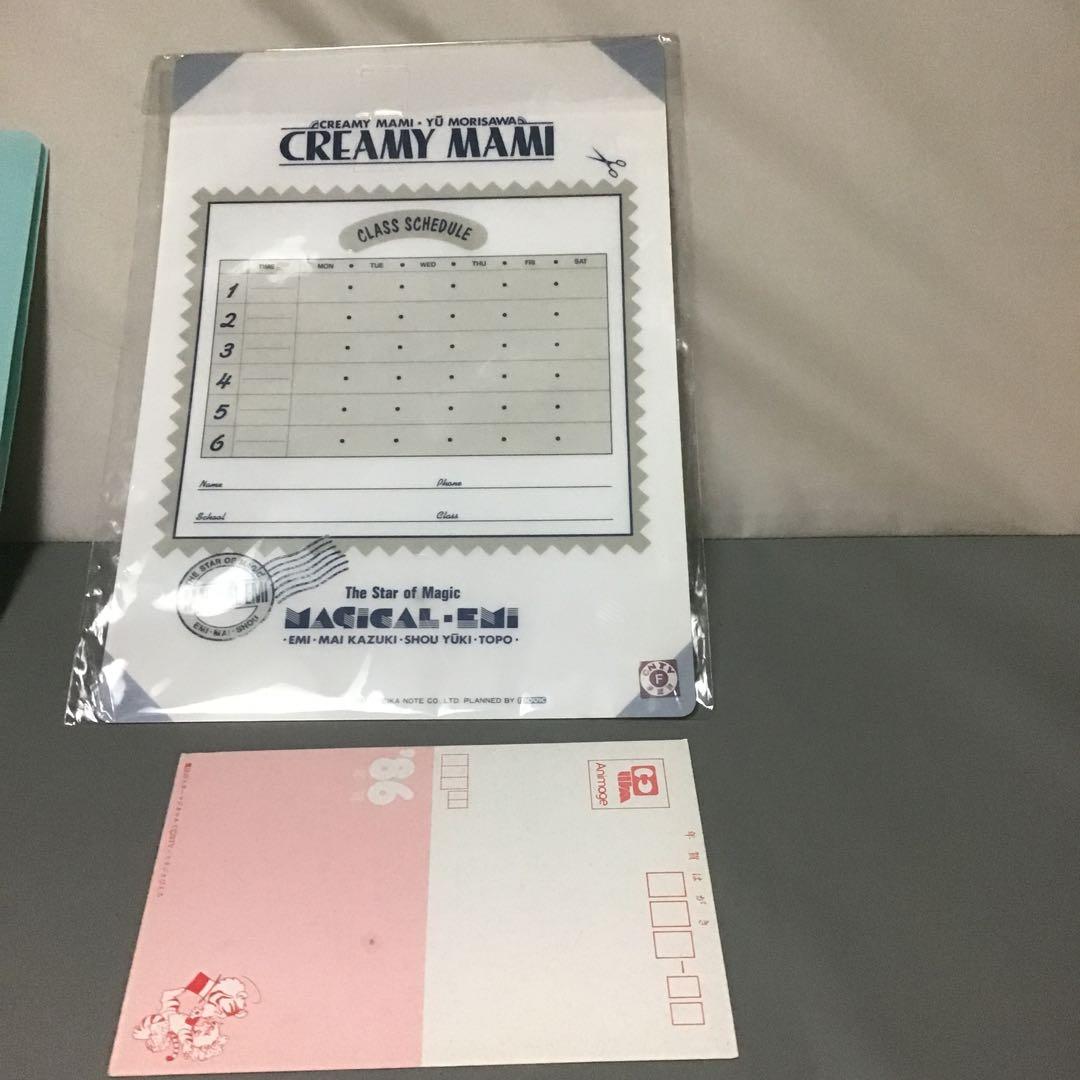 CREAMY MAMI · YŪ MORISAWA
CREAMY MAMI
CLASS SCHEDULE
TIME MON • TUE • WED • THU • FRI • SAT
1
2
3
4
5
6
Name Phone
School Class
THE STAR OF Magic
EMI
EMI·MAI·SHOU
The Star of Magic
MAGICAL-EMI
·EMI·MAI KAZUKI·SHOU YŪKI·TOPO·
NOTE CO., LTD. PLANNED BY
NTV
F
'86
Animage
年賀はがき